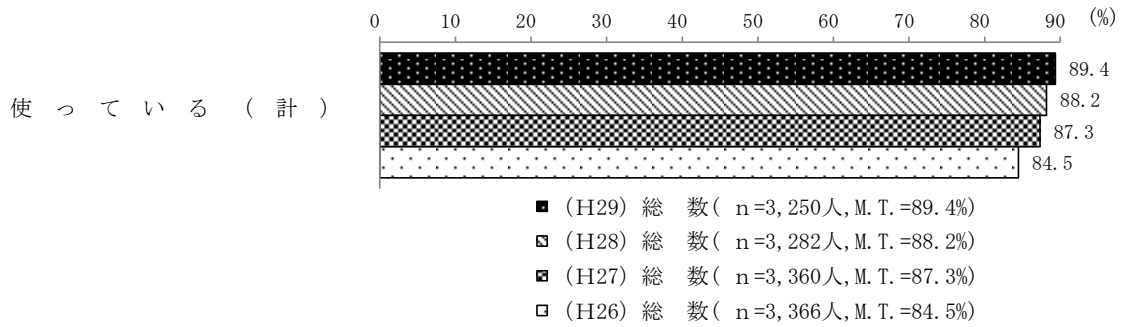 0 10 20 30 40 50 60 70 80 90 (%)
使っている(計)
89.4
88.2
87.3
84.5
(H29)総 数( n=3,250人,M.T.=89.4%)
(H28)総 数( n=3,282人,M.T.=88.2%)
(H27)総 数( n=3,360人,M.T.=87.3%)
(H26)総 数( n=3,366人,M.T.=84.5%)